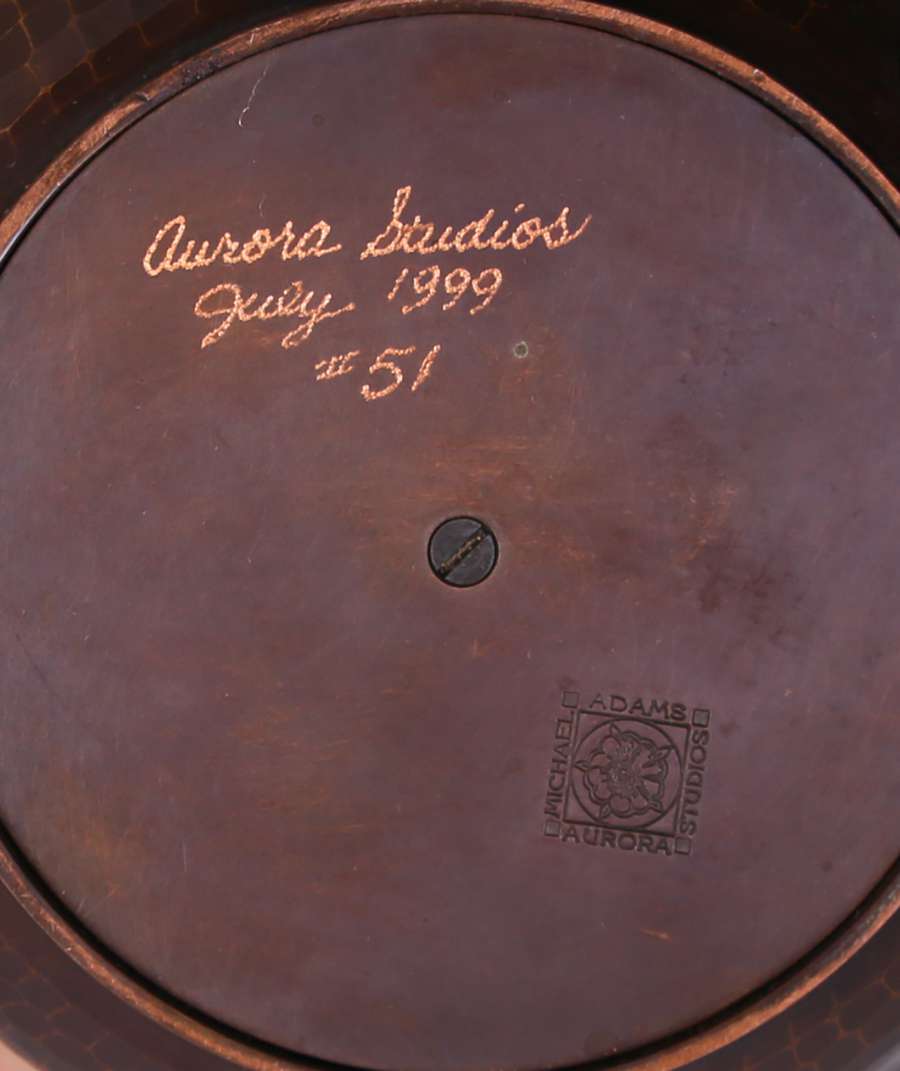 Aurora Studios
July 1999
#51
MICHAEL ADAMS
AURORA STUDIOS